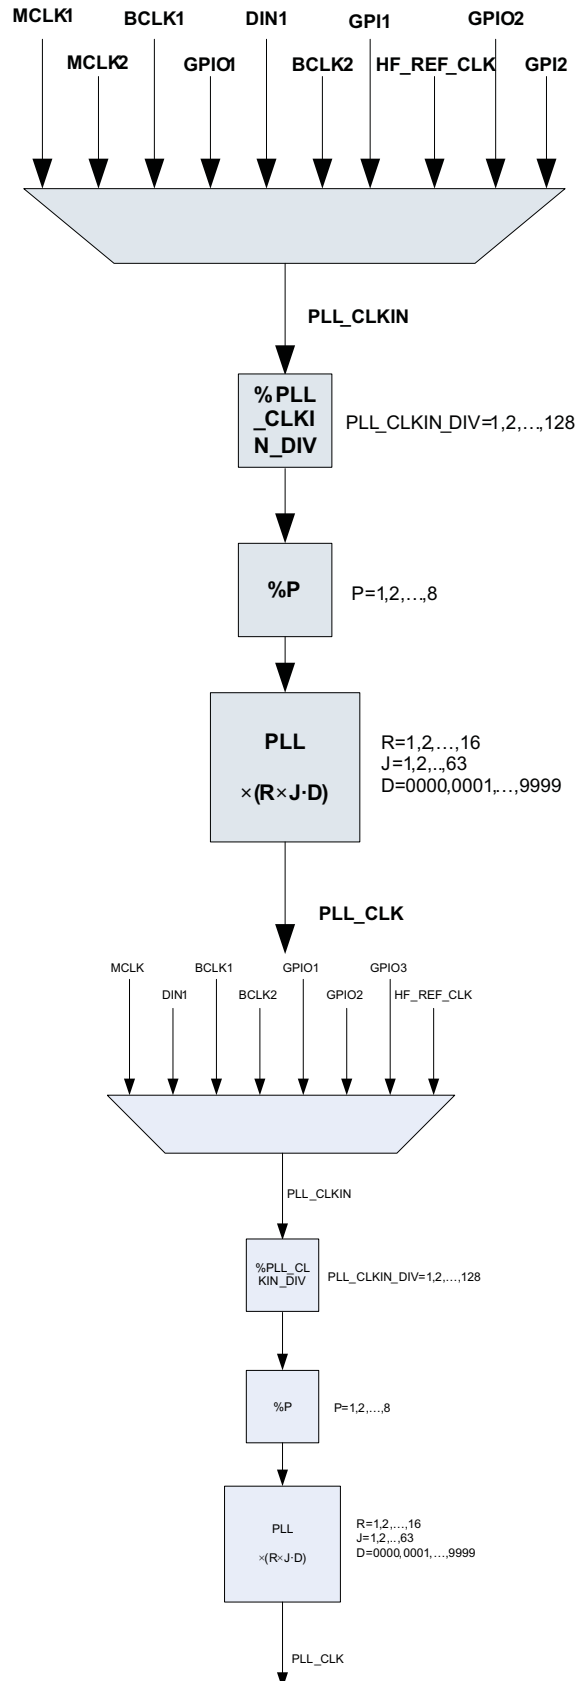 MCLK1 BCLK1 DIN1 GPI1 GPIO2
MCLK2 GPIO1 BCLK2 HF_REF_CLK GPI2
PLL_CLKIN
%PLL
_CLKI
N_DIV
PLL_CLKIN_DIV=1,2,…,128
%P
P=1,2,…,8
PLL
×(R×J·D)
R=1,2,…,16
J=1,2,..,63
D=0000,0001,…,9999
PLL_CLK
MCLK BCLK1 GPIO1 GPIO3
DIN1 BCLK2 GPIO2 HF_REF_CLK
PLL_CLKIN
%PLL_CL
KIN_DIV
PLL_CLKIN_DIV=1,2,…,128
%P
P=1,2,…,8
PLL
×(R×J·D)
R=1,2,…,16
J=1,2,..,63
D=0000,0001,…,9999
PLL_CLK